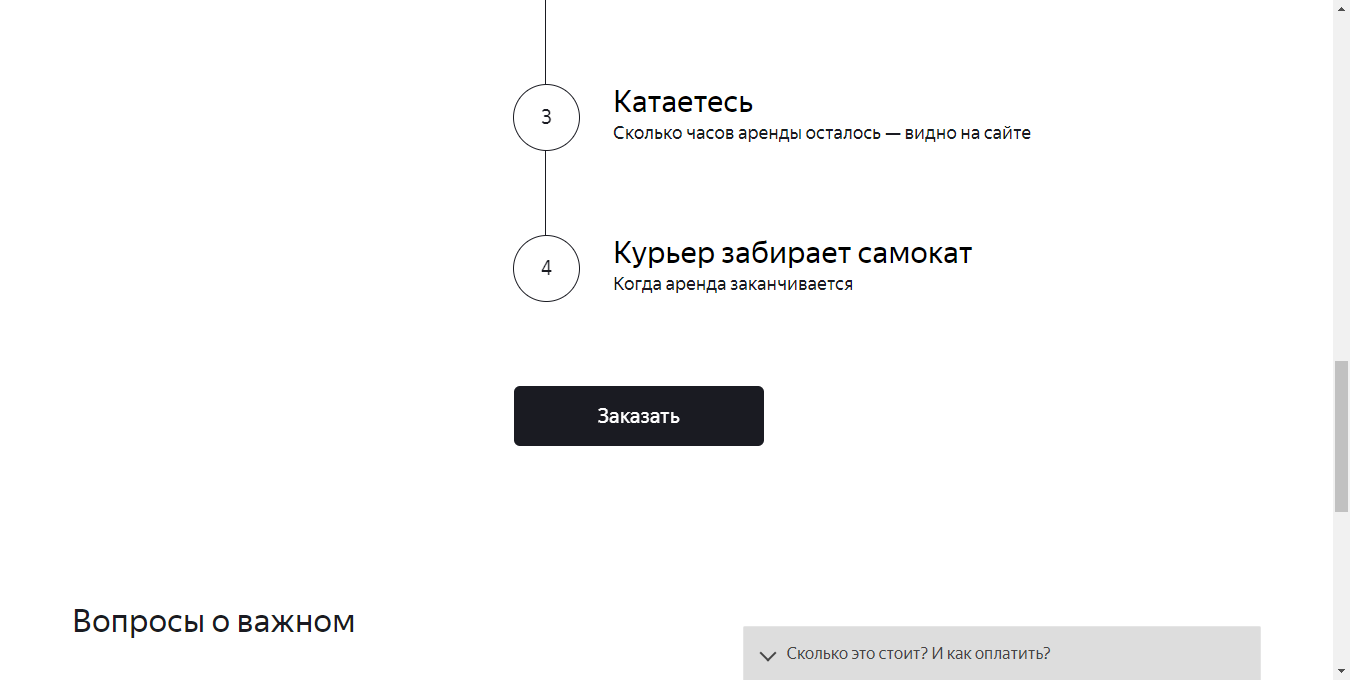 3
Катаетесь
Сколько часов аренды осталось — видно на сайте
4
Курьер забирает самокат
Когда аренда заканчивается
Заказать
Вопросы о важном
Сколько это стоит? И как оплатить?